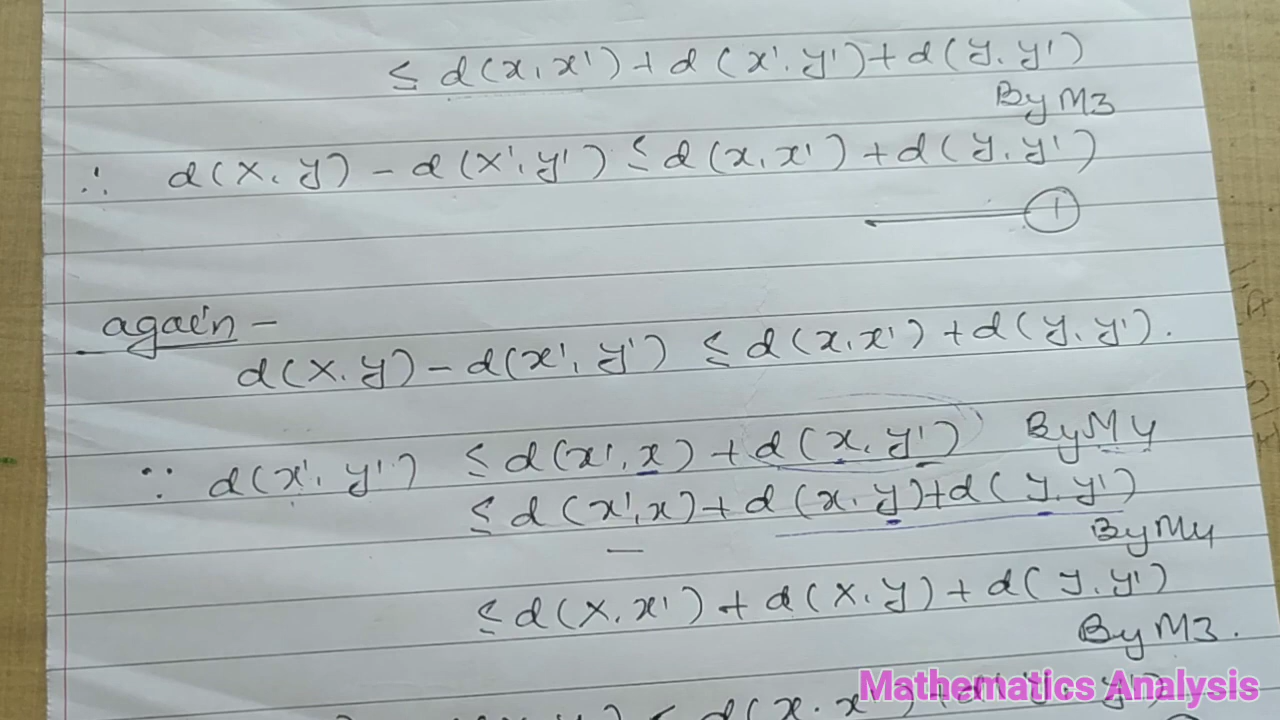 ≤ d(x, x') + d(x', y') + d(y, y')
By M3
∴ d(x, y) - d(x', y') ≤ d(x, x') + d(y, y')
1
again -
d(x, y) - d(x', y') ≤ d(x, x') + d(y, y').
∵ d(x', y') ≤ d(x', x) + d(x, y') By M4
≤ d(x', x) + d(x, y) + d(y, y')
By M4
≤ d(x, x') + d(x, y) + d(y, y')
By M3.
≤ d(x, x') + d(y, y')
Mathematics Analysis